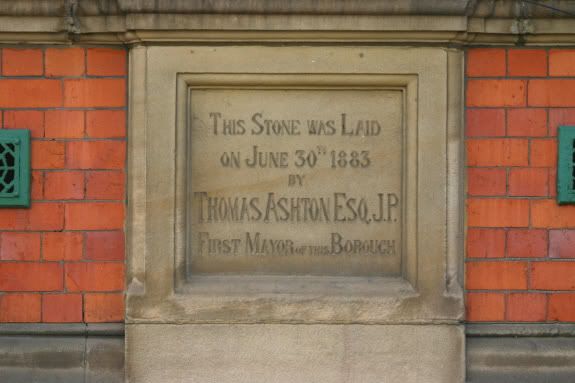 This Stone was Laid
on June 30TH 1883
by
Thomas Ashton Esq. J.P.
First Mayor of this Borough